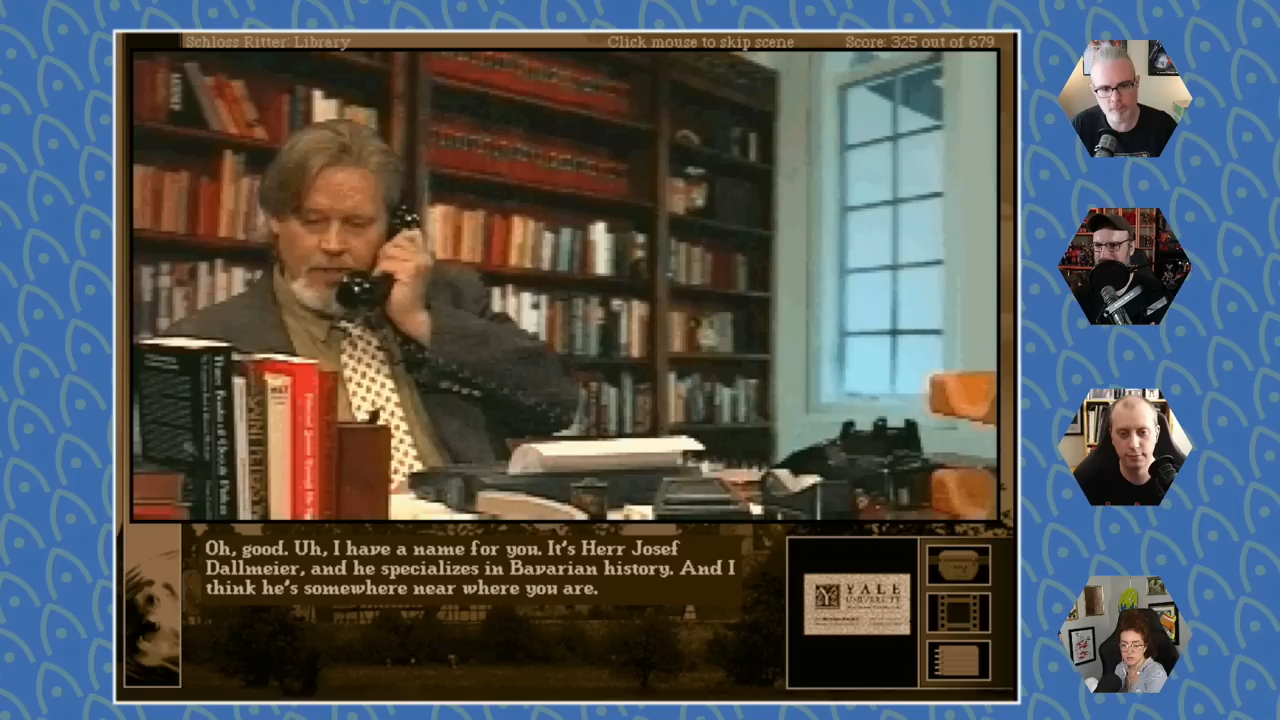 Schloss Ritter: Library
Click mouse to skip scene
Score: 325 out of 679
Oh, good. Uh, I have a name for you. It's Herr Josef
Dallmeier, and he specializes in Bavarian history. And I
think he's somewhere near where you are.
YALE
UNIVERSITY